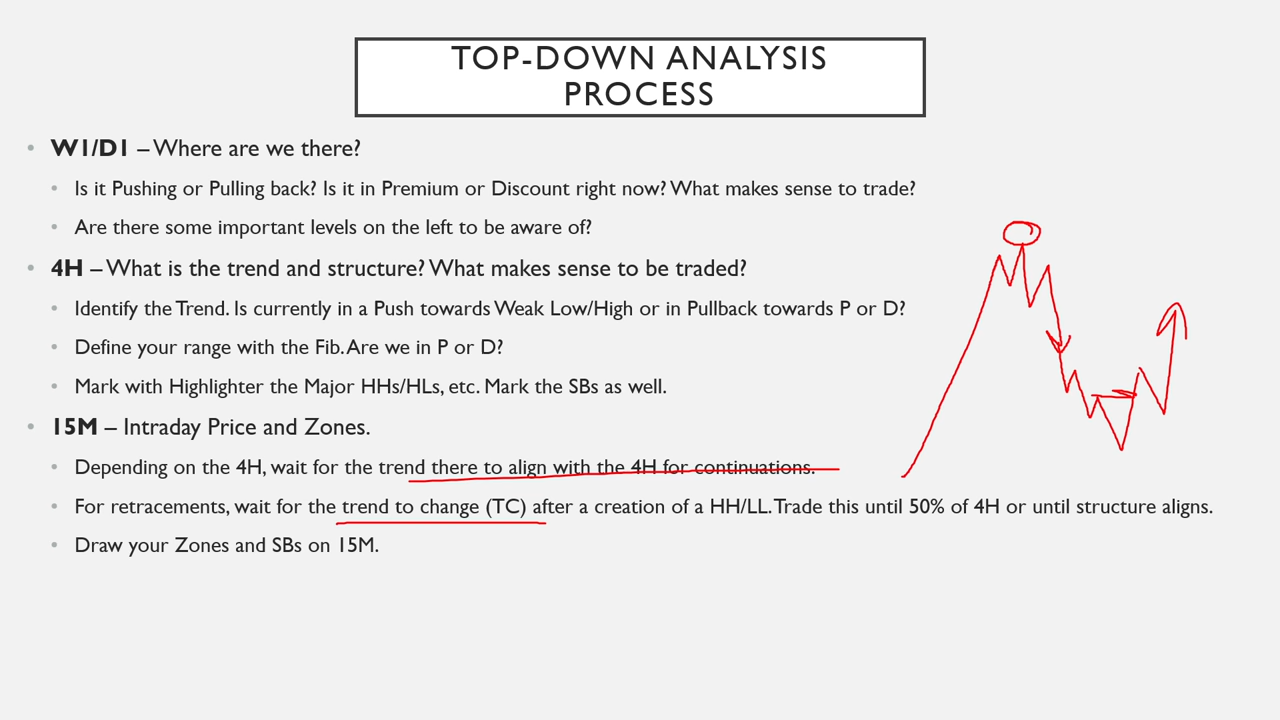 TOP-DOWN ANALYSIS
PROCESS
• W1/D1 – Where are we there?
• Is it Pushing or Pulling back? Is it in Premium or Discount right now? What makes sense to trade?
• Are there some important levels on the left to be aware of?
• 4H – What is the trend and structure? What makes sense to be traded?
• Identify the Trend. Is currently in a Push towards Weak Low/High or in Pullback towards P or D?
• Define your range with the Fib. Are we in P or D?
• Mark with Highlighter the Major HHs/HLs, etc. Mark the SBs as well.
• 15M – Intraday Price and Zones.
• Depending on the 4H, wait for the trend there to align with the 4H for continuations.
• For retracements, wait for the trend to change (TC) after a creation of a HH/LL. Trade this until 50% of 4H or until structure aligns.
• Draw your Zones and SBs on 15M.